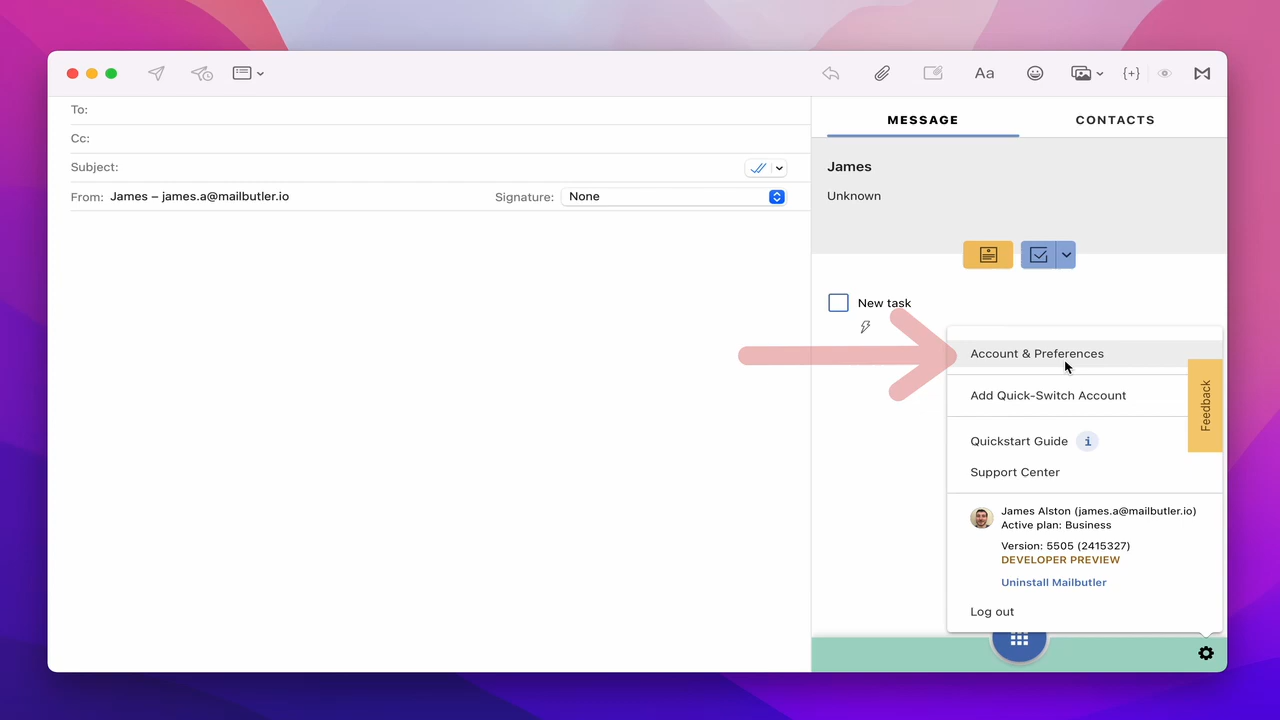 Aa
{+}
To:
Cc:
Subject:
From: James – james.a@mailbutler.io
Signature: None
MESSAGE CONTACTS
James
Unknown
New task
Account & Preferences
Add Quick-Switch Account
Feedback
Quickstart Guide i
Support Center
James Alston (james.a@mailbutler.io)
Active plan: Business
Version: 5505 (2415327)
DEVELOPER PREVIEW
Uninstall Mailbutler
Log out